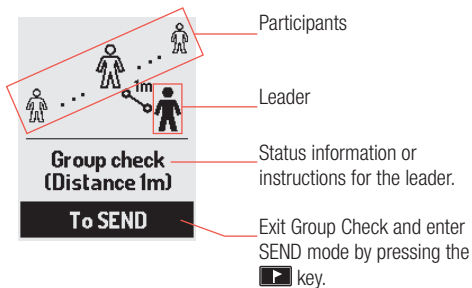 Participants
1m
Leader
Group check
(Distance 1m)
Status information or
instructions for the leader.
To SEND
Exit Group Check and enter
SEND mode by pressing the
key.